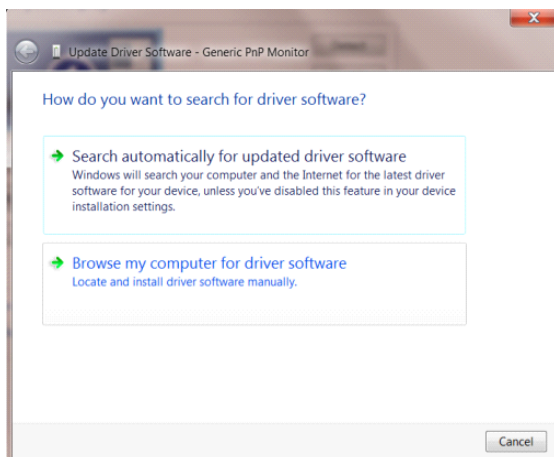 Update Driver Software - Generic PnP Monitor
How do you want to search for driver software?
Search automatically for updated driver software
Windows will search your computer and the Internet for the latest driver
software for your device, unless you've disabled this feature in your device
installation settings.
Browse my computer for driver software
Locate and install driver software manually.
Cancel